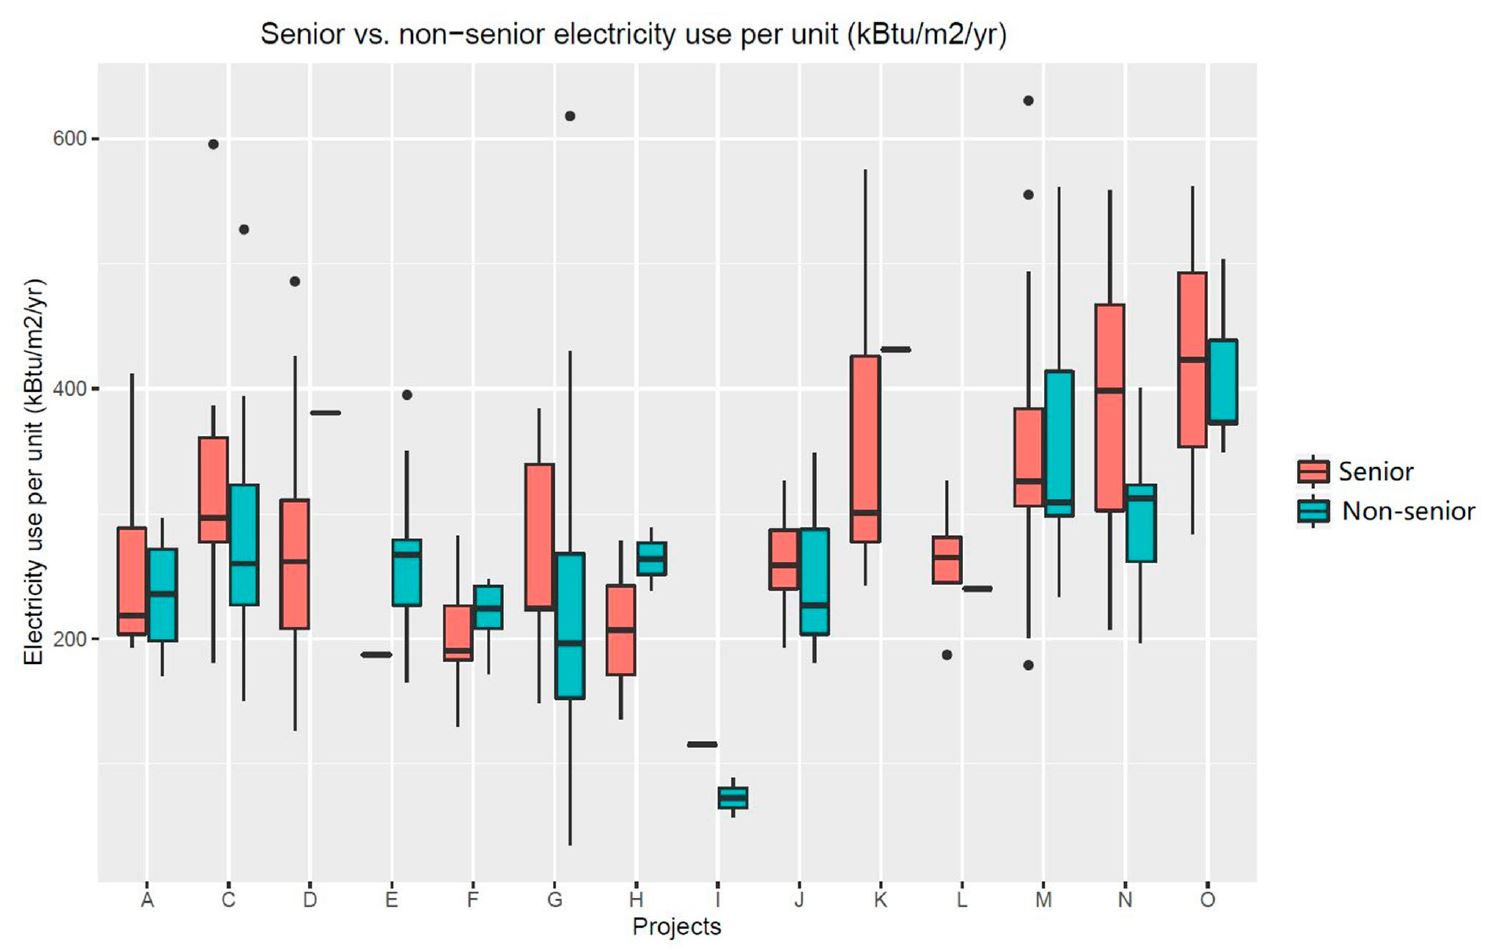 Senior vs. non−senior electricity use per unit (kBtu/m2/yr)
Electricity use per unit (kBtu/m2/yr)
600
400
200
A C D E F G H I J K L M N O
Projects
Senior
Non-senior